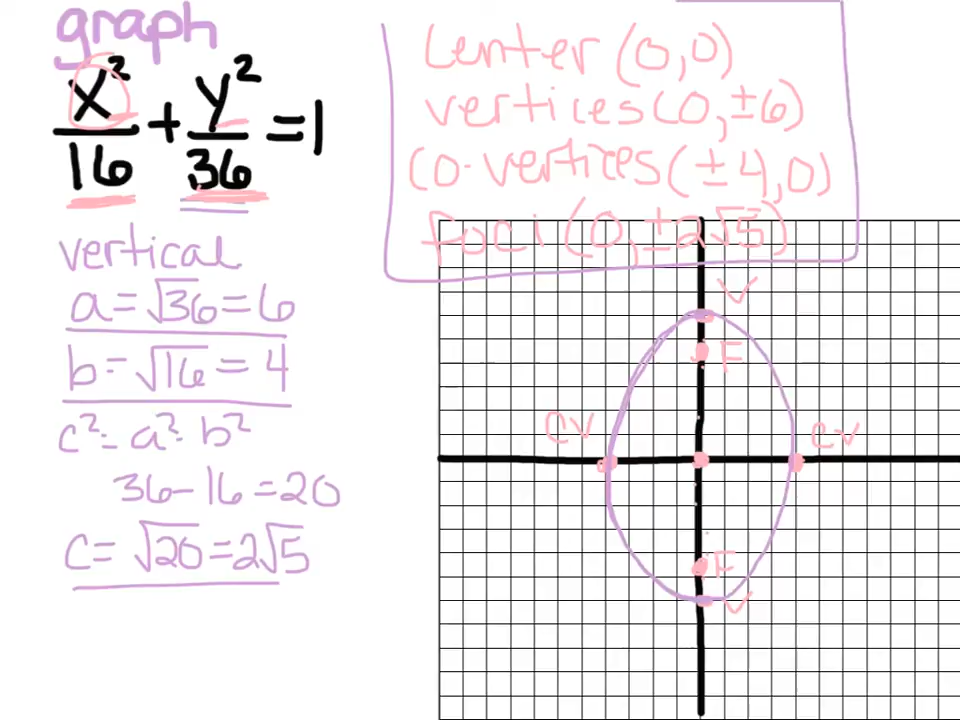 graph
x²/16 + y²/36 = 1
vertical
a = √36 = 6
b = √16 = 4
c² = a² - b²
36 - 16 = 20
c = √20 = 2√5
center (0,0)
vertices (0, ±6)
co-vertices (±4, 0)
foci (0, ±2√5)
V
F
CV
CV
F
V